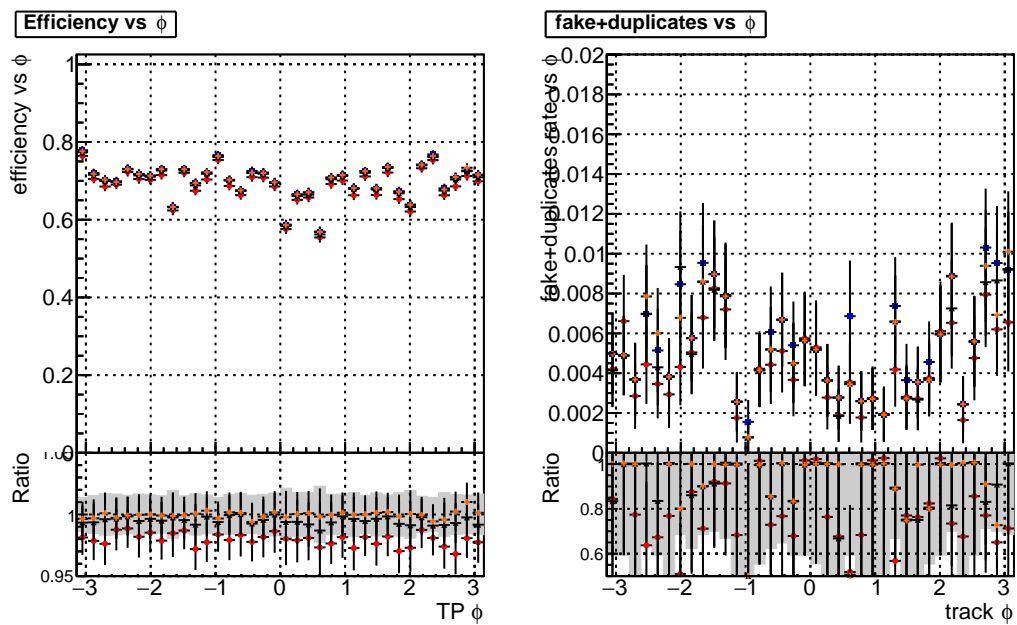 Efficiency vs ϕ
efficiency vs ϕ
1
0.8
0.6
0.4
0.2
0
Ratio
1.05
1
0.95
−3 −2 −1 0 1 2 3
TP ϕ
fake+duplicates vs ϕ
fake+duplicates rate vs ϕ
0.02
0.018
0.016
0.014
0.012
0.01
0.008
0.006
0.004
0.002
0
Ratio
1
0.8
0.6
−3 −2 −1 0 1 2 3
track ϕ